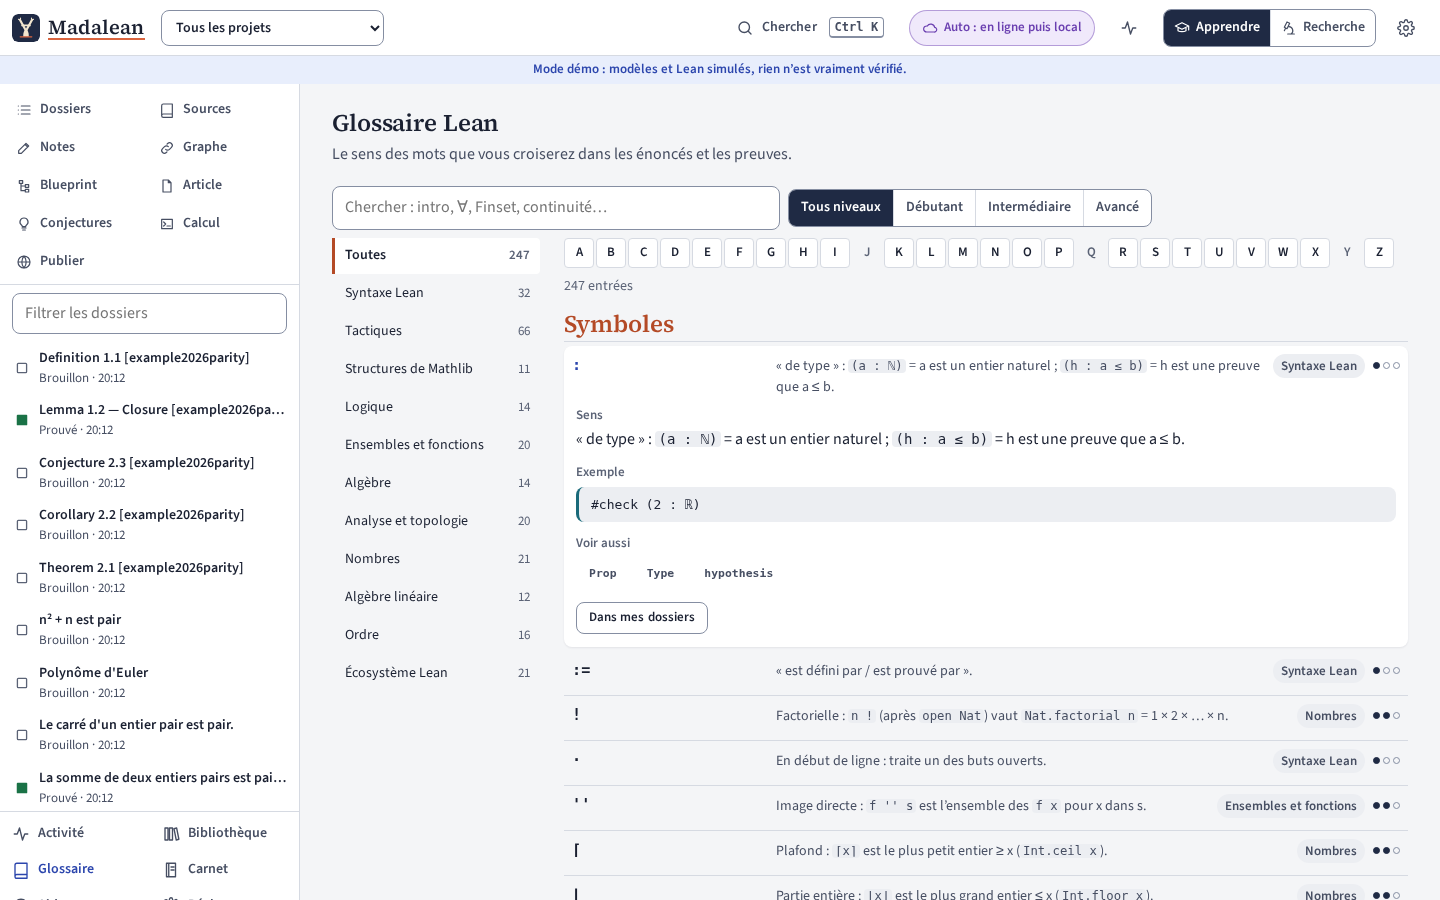 Madalean
Tous les projets
Chercher Ctrl K
Auto : en ligne puis local
Apprendre
Recherche
Mode démo : modèles et Lean simulés, rien n’est vraiment vérifié.
Dossiers
Sources
Notes
Graphe
Blueprint
Article
Conjectures
Calcul
Publier
Filtrer les dossiers
Definition 1.1 [example2026parity]
Brouillon · 20:12
Lemma 1.2 — Closure [example2026pa…
Prouvé · 20:12
Conjecture 2.3 [example2026parity]
Brouillon · 20:12
Corollary 2.2 [example2026parity]
Brouillon · 20:12
Theorem 2.1 [example2026parity]
Brouillon · 20:12
n² + n est pair
Brouillon · 20:12
Polynôme d'Euler
Brouillon · 20:12
Le carré d'un entier pair est pair.
Brouillon · 20:12
La somme de deux entiers pairs est pai…
Prouvé · 20:12
Activité
Bibliothèque
Glossaire
Carnet
Glossaire Lean
Le sens des mots que vous croiserez dans les énoncés et les preuves.
Chercher : intro, ∀, Finset, continuité…
Tous niveaux
Débutant
Intermédiaire
Avancé
Toutes 247
Syntaxe Lean 32
Tactiques 66
Structures de Mathlib 11
Logique 14
Ensembles et fonctions 20
Algèbre 14
Analyse et topologie 20
Nombres 21
Algèbre linéaire 12
Ordre 16
Écosystème Lean 21
A B C D E F G H I J K L M N O P Q R S T U V W X Y Z
247 entrées
Symboles
: « de type » : (a : ℕ) = a est un entier naturel ; (h : a ≤ b) = h est une preuve Syntaxe Lean
que a ≤ b.
Sens
« de type » : (a : ℕ) = a est un entier naturel ; (h : a ≤ b) = h est une preuve que a ≤ b.
Exemple
#check (2 : ℝ)
Voir aussi
Prop Type hypothesis
Dans mes dossiers
:= « est défini par / est prouvé par ». Syntaxe Lean
! Factorielle : n ! (après open Nat) vaut Nat.factorial n = 1 × 2 × … × n. Nombres
· En début de ligne : traite un des buts ouverts. Syntaxe Lean
'' Image directe : f '' s est l’ensemble des f x pour x dans s. Ensembles et fonctions
⌈ Plafond : ⌈x⌉ est le plus petit entier ≥ x (Int.ceil x). Nombres
⌊ Partie entière : ⌊x⌋ est le plus grand entier ≤ x (Int.floor x). Nombres